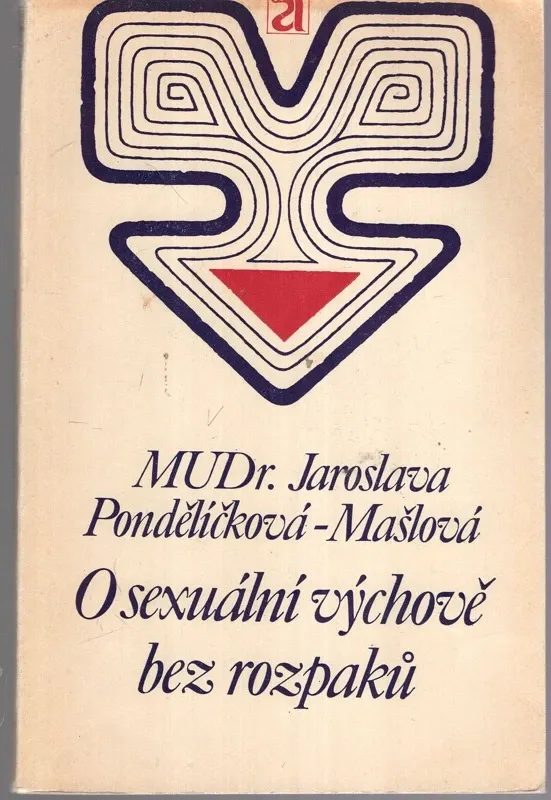 MUDr. Jaroslava
Pondělíčková-Mašlová
O sexuální výchově
bez rozpaků